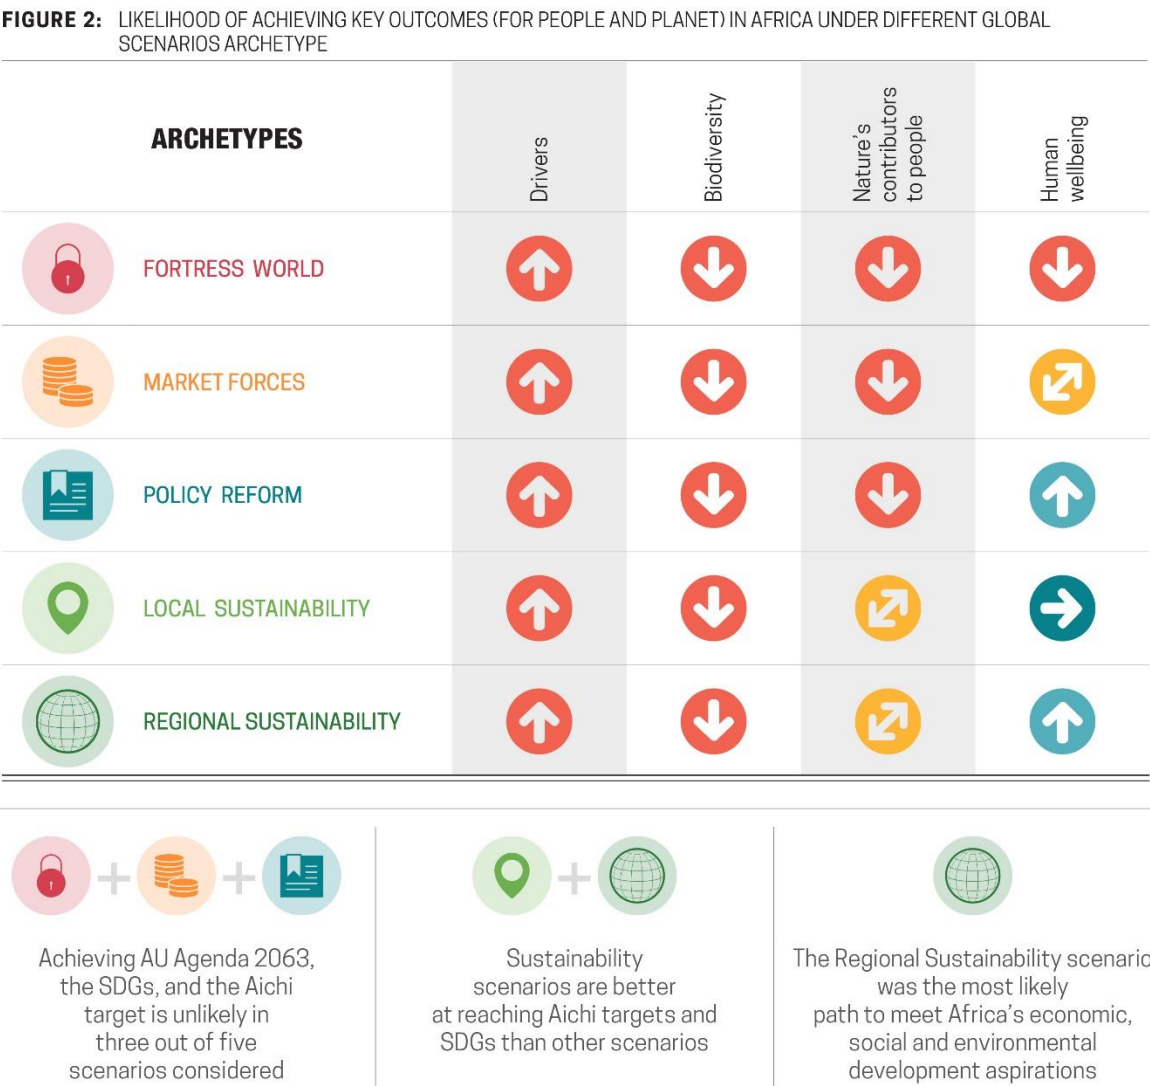 FIGURE 2: LIKELIHOOD OF ACHIEVING KEY OUTCOMES (FOR PEOPLE AND PLANET) IN AFRICA UNDER DIFFERENT GLOBAL
SCENARIOS ARCHETYPE
ARCHETYPES
Drivers
Biodiversity
Nature's
contributors
to people
Human
wellbeing
FORTRESS WORLD
MARKET FORCES
POLICY REFORM
LOCAL SUSTAINABILITY
REGIONAL SUSTAINABILITY
Achieving AU Agenda 2063,
the SDGs, and the Aichi
target is unlikely in
three out of five
scenarios considered
Sustainability
scenarios are better
at reaching Aichi targets and
SDGs than other scenarios
The Regional Sustainability scenario
was the most likely
path to meet Africa's economic,
social and environmental
development aspirations